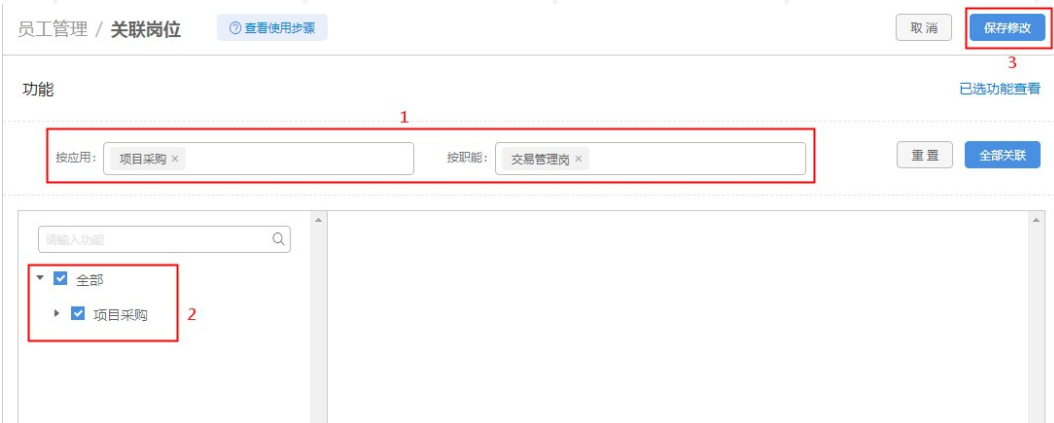 员工管理 / 关联岗位 ? 查看使用步骤 取消 保存修改
3
功能 已选功能查看
1
按应用: 项目采购 × 按职能: 交易管理岗 × 重置 全部关联
请输入功能
全部
项目采购 2